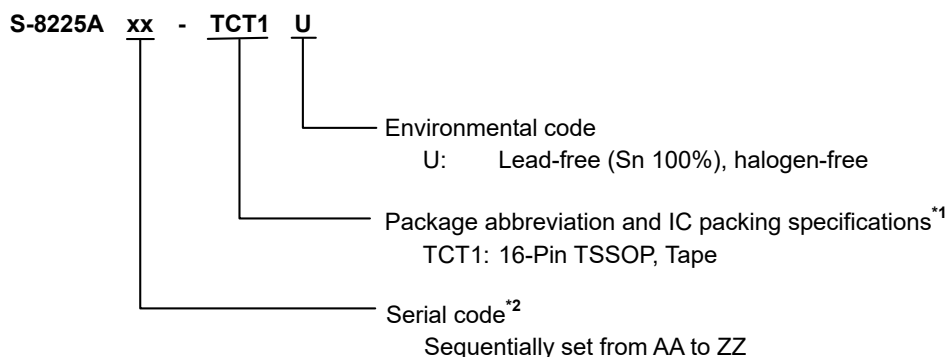 S-8225A xx - TCT1 U
Environmental code
U: Lead-free (Sn 100%), halogen-free
Package abbreviation and IC packing specifications*1
TCT1: 16-Pin TSSOP, Tape
Serial code*2
Sequentially set from AA to ZZ